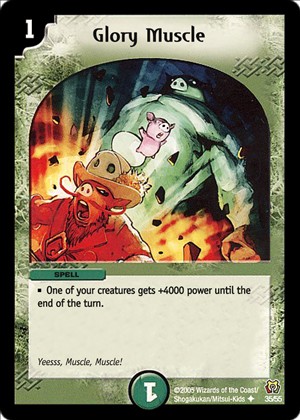 1
Glory Muscle
SPELL
▪ One of your creatures gets +4000 power until the
end of the turn.
Yeesss, Muscle, Muscle!
1
©2005 Wizards of the Coast/
Shogakukan/Mitsui-Kids ✦ 35/55